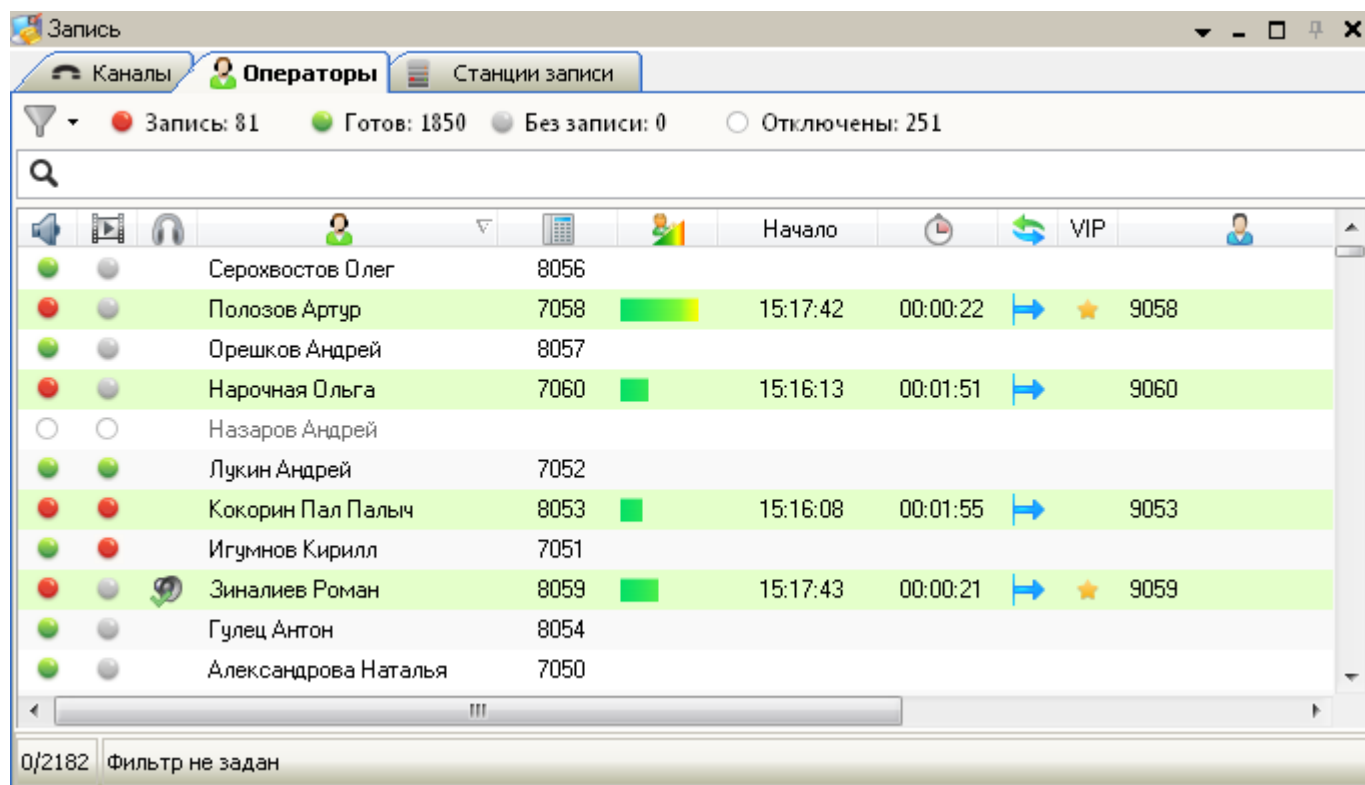 Запись
Каналы Операторы Станции записи
Запись: 81 Готов: 1850 Без записи: 0 Отключены: 251
Начало VIP
Серохвостов Олег 8056
Полозов Артур 7058 15:17:42 00:00:22 9058
Орешков Андрей 8057
Нарочная Ольга 7060 15:16:13 00:01:51 9060
Назаров Андрей
Лукин Андрей 7052
Кокорин Пал Палыч 8053 15:16:08 00:01:55 9053
Игумнов Кирилл 7051
Зиналиев Роман 8059 15:17:43 00:00:21 9059
Гулец Антон 8054
Александрова Наталья 7050
0/2182 Фильтр не задан